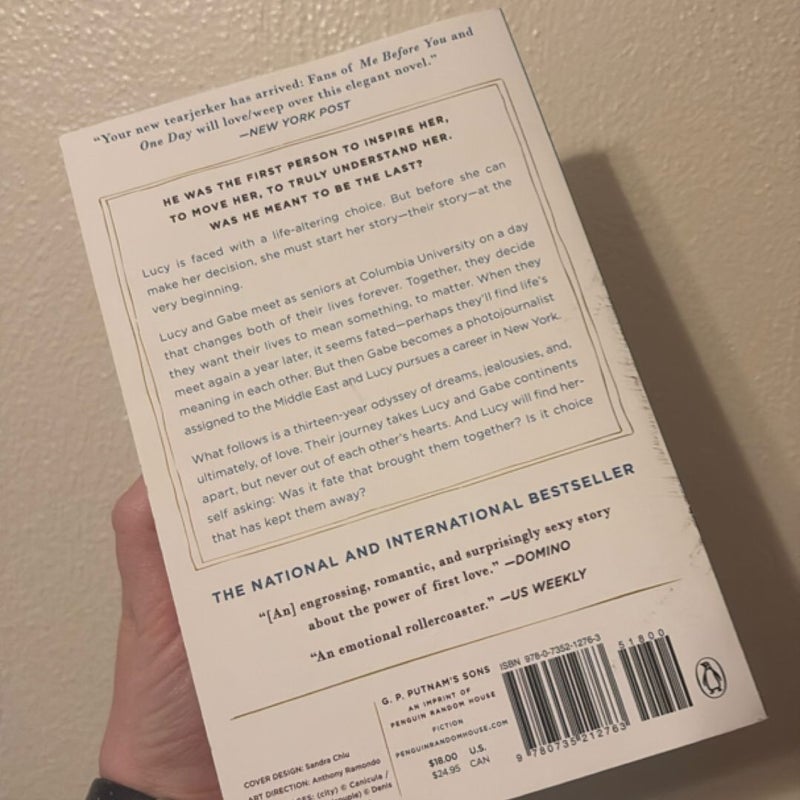 “Your new tearjerker has arrived: Fans of Me Before You and
One Day will love/weep over this elegant novel.”
—NEW YORK POST
HE WAS THE FIRST PERSON TO INSPIRE HER,
TO MOVE HER, TO TRULY UNDERSTAND HER.
WAS HE MEANT TO BE THE LAST?
Lucy is faced with a life-altering choice. But before she can
make her decision, she must start her story—their story—at the
very beginning.
Lucy and Gabe meet as seniors at Columbia University on a day
that changes both of their lives forever. Together, they decide
they want their lives to mean something, to matter. When they
meet again a year later, it seems fated—perhaps they’ll find life’s
meaning in each other. But then Gabe becomes a photojournalist
assigned to the Middle East and Lucy pursues a career in New York.
What follows is a thirteen-year odyssey of dreams, jealousies, and,
ultimately, of love. Their journey takes Lucy and Gabe continents
apart, but never out of each other’s hearts. And Lucy will find her-
self asking: Was it fate that brought them together? Is it choice
that has kept them away?
THE NATIONAL AND INTERNATIONAL BESTSELLER
“[An] engrossing, romantic, and surprisingly sexy story
about the power of first love.” —DOMINO
“An emotional rollercoaster.” —US WEEKLY
COVER DESIGN: Sandra Chiu
ART DIRECTION: Anthony Ramondo
(city) © Canicula /
© Denis
G. P. PUTNAM’S SONS
AN IMPRINT OF
PENGUIN RANDOM HOUSE
FICTION
PENGUINRANDOMHOUSE.COM
$18.00 U.S.
$24.95 CAN
ISBN 978-0-7352-1276-3
51800
9 780735 212763